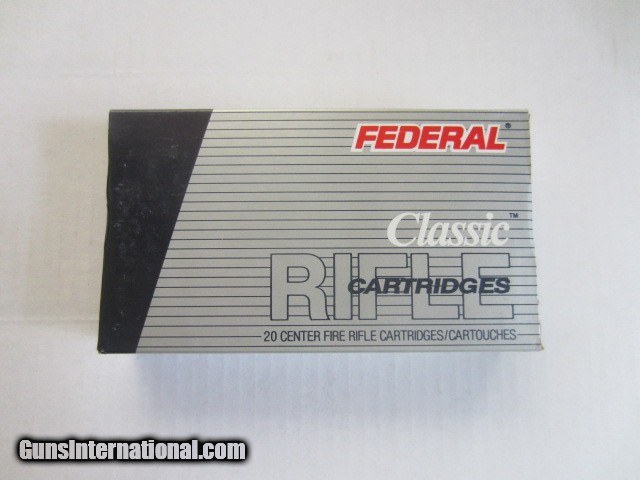 FEDERAL®
Classic™
RIFLE
CARTRIDGES
20 CENTER FIRE RIFLE CARTRIDGES/CARTOUCHES
GunsInternational.com